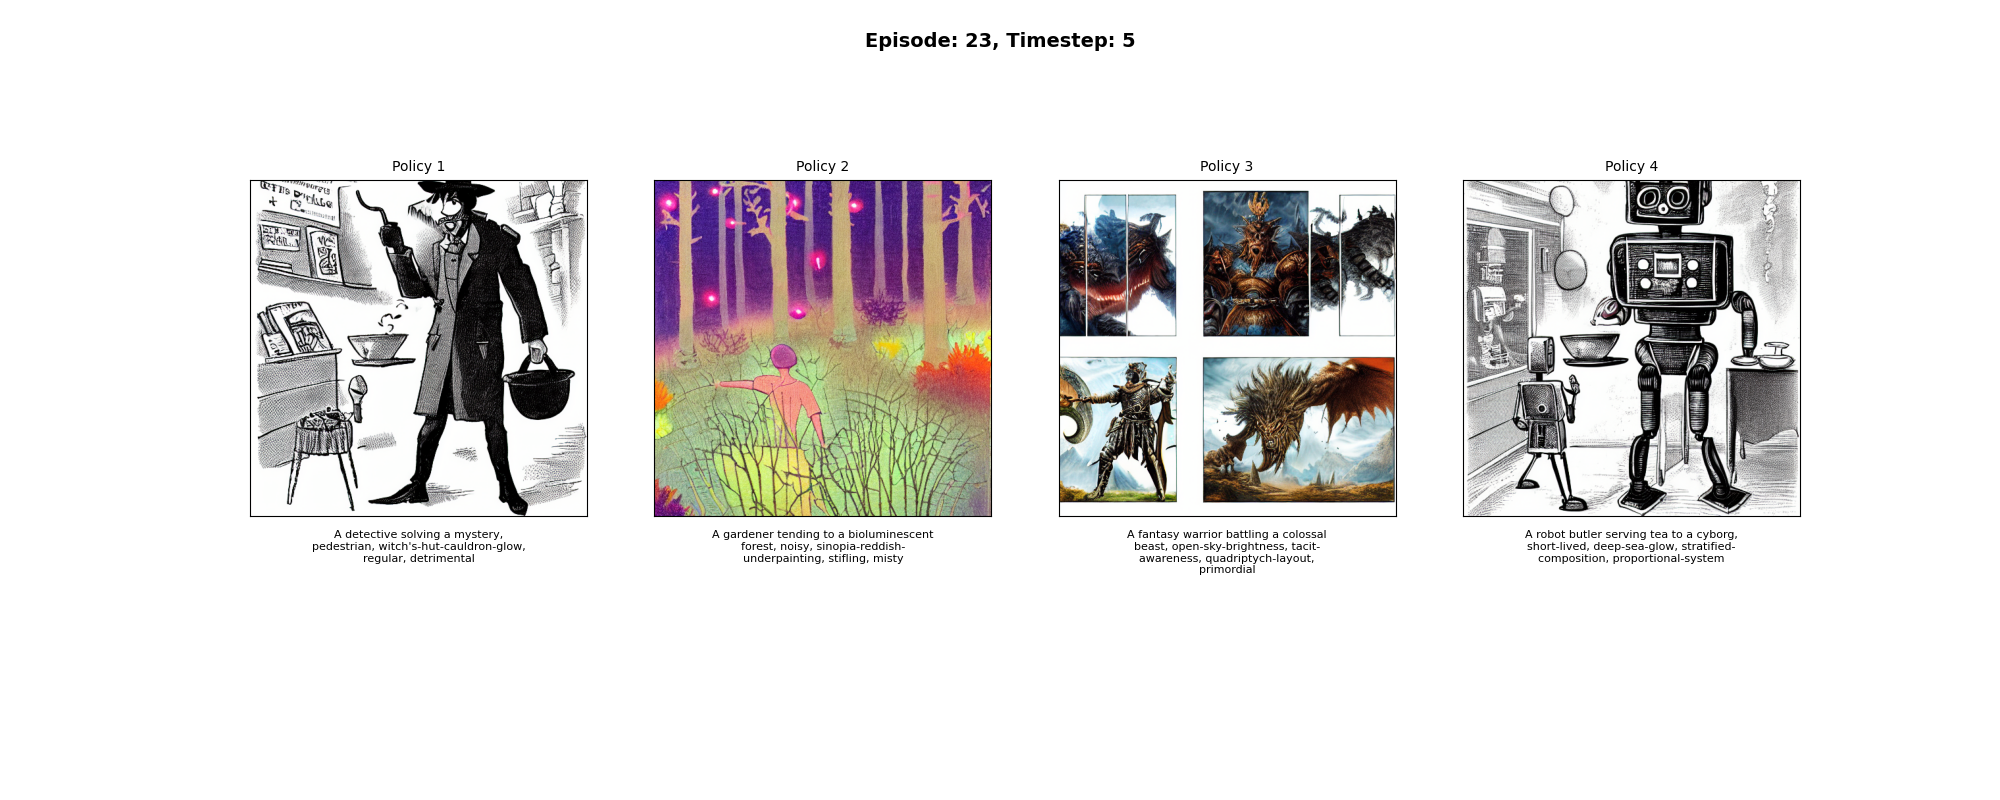 Episode: 23, Timestep: 5
Policy 1
Policy 2
Policy 3
Policy 4
A detective solving a mystery,
pedestrian, witch's-hut-cauldron-glow,
regular, detrimental
A gardener tending to a bioluminescent
forest, noisy, sinopia-reddish-
underpainting, stifling, misty
A fantasy warrior battling a colossal
beast, open-sky-brightness, tacit-
awareness, quadriptych-layout,
primordial
A robot butler serving tea to a cyborg,
short-lived, deep-sea-glow, stratified-
composition, proportional-system